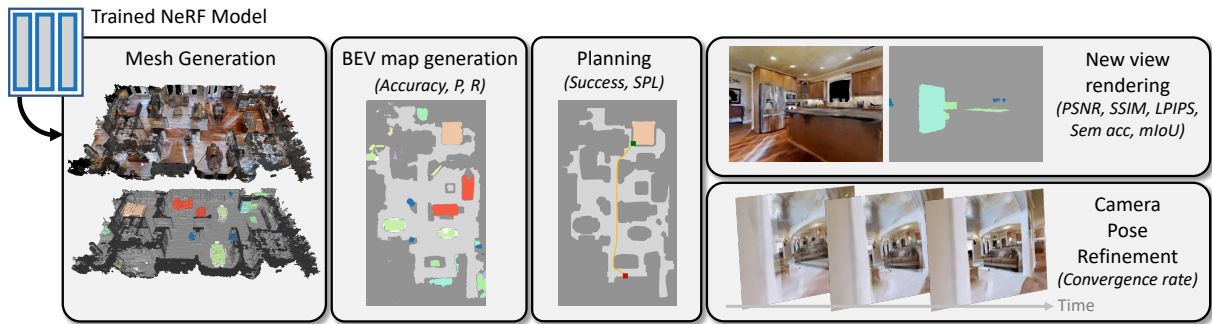 Trained NeRF Model
Mesh Generation
BEV map generation
(Accuracy, P, R)
Planning
(Success, SPL)
New view
rendering
(PSNR, SSIM, LPIPS,
Sem acc, mIoU)
Camera
Pose
Refinement
(Convergence rate)
Time